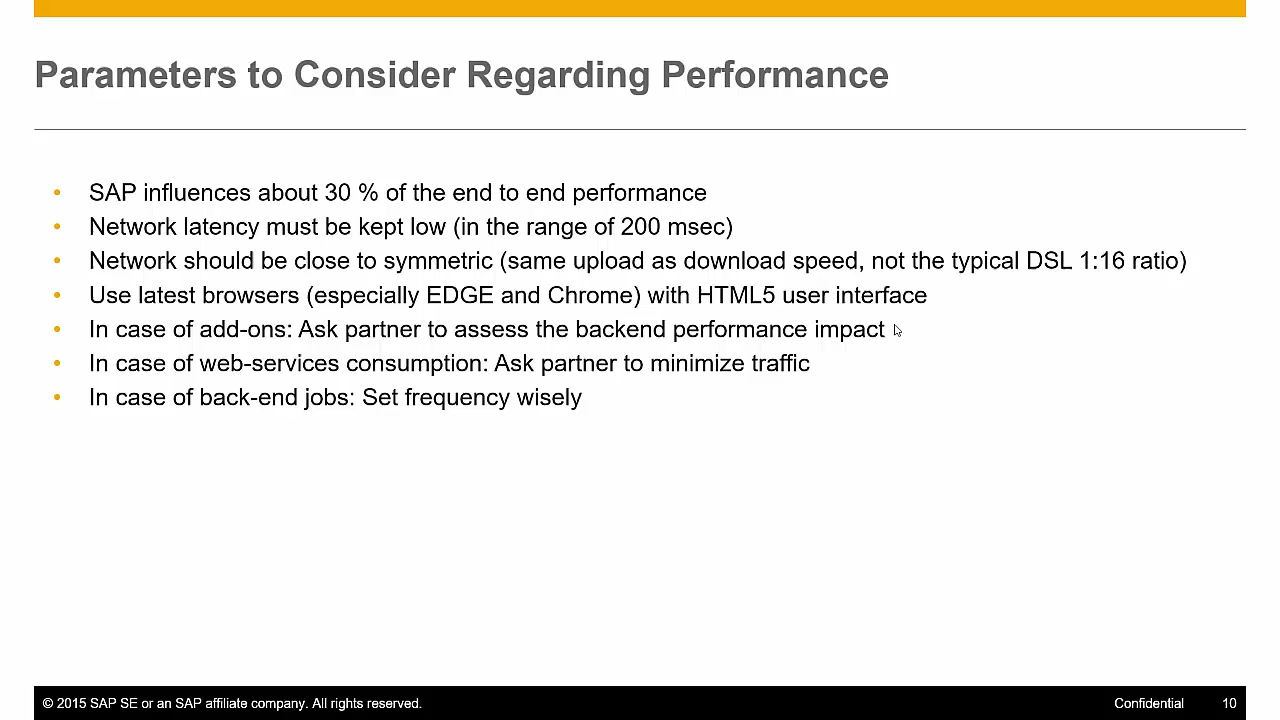 Parameters to Consider Regarding Performance
• SAP influences about 30 % of the end to end performance
• Network latency must be kept low (in the range of 200 msec)
• Network should be close to symmetric (same upload as download speed, not the typical DSL 1:16 ratio)
• Use latest browsers (especially EDGE and Chrome) with HTML5 user interface
• In case of add-ons: Ask partner to assess the backend performance impact
• In case of web-services consumption: Ask partner to minimize traffic
• In case of back-end jobs: Set frequency wisely
© 2015 SAP SE or an SAP affiliate company. All rights reserved. Confidential 10